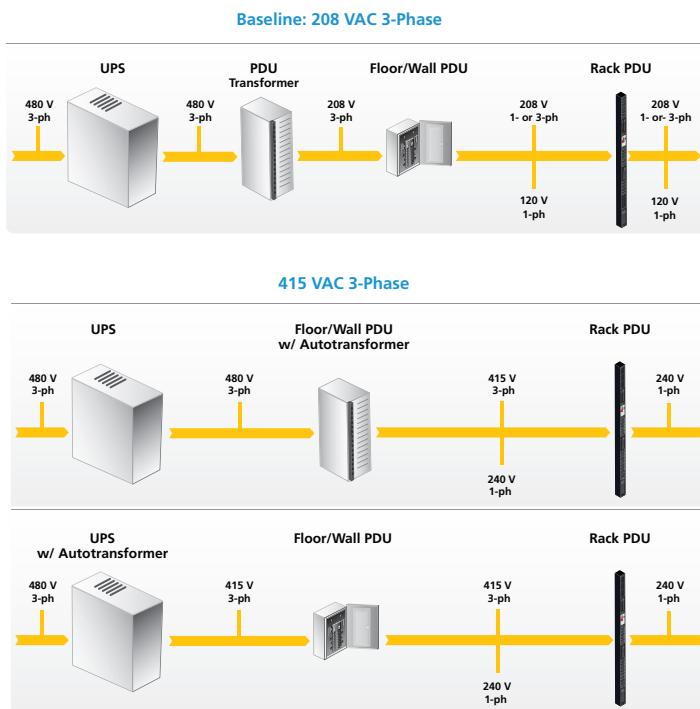 Baseline: 208 VAC 3-Phase
UPS
PDU
Transformer
Floor/Wall PDU
Rack PDU
480 V
3-ph
480 V
3-ph
208 V
3-ph
208 V
1- or 3-ph
208 V
1- or- 3-ph
120 V
1-ph
120 V
1-ph
415 VAC 3-Phase
UPS
Floor/Wall PDU
w/ Autotransformer
Rack PDU
480 V
3-ph
480 V
3-ph
415 V
3-ph
240 V
1-ph
240 V
1-ph
UPS
w/ Autotransformer
Floor/Wall PDU
Rack PDU
480 V
3-ph
415 V
3-ph
415 V
3-ph
240 V
1-ph
240 V
1-ph